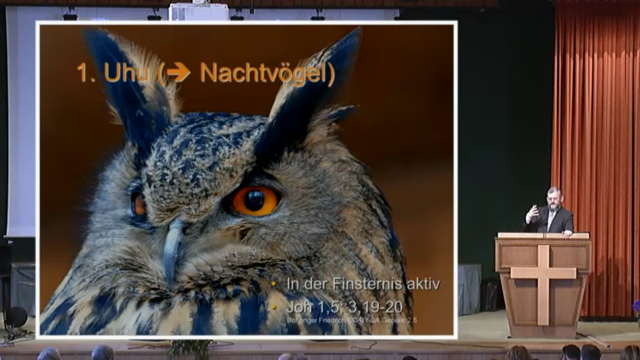 1. Uhu (➔ Nachtvögel)
• In der Finsternis aktiv
• Joh 1,5; 3,19-20